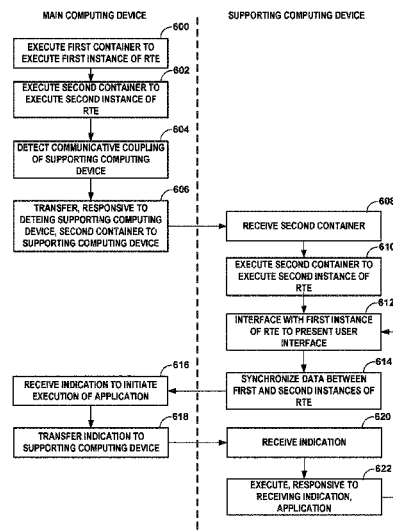 MAIN COMPUTING DEVICE
SUPPORTING COMPUTING DEVICE
600
EXECUTE FIRST CONTAINER TO
EXECUTE FIRST INSTANCE OF RTE
602
EXECUTE SECOND CONTAINER TO
EXECUTE SECOND INSTANCE OF
RTE
604
DETECT COMMUNICATIVE COUPLING
OF SUPPORTING COMPUTING
DEVICE
606
TRANSFER, RESPONSIVE TO
DETEING SUPPORTING COMPUTING
DEVICE, SECOND CONTAINER TO
SUPPORTING COMPUTING DEVICE
608
RECEIVE SECOND CONTAINER
610
EXECUTE SECOND CONTAINER TO
EXECUTE SECOND INSTANCE OF
RTE
612
INTERFACE WITH FIRST INSTANCE
OF RTE TO PRESENT USER
INTERFACE
614
SYNCHRONIZE DATA BETWEEN
FIRST AND SECOND INSTANCES OF
RTE
616
RECEIVE INDICATION TO INITIATE
EXECUTION OF APPLICATION
618
TRANSFER INDICATION TO
SUPPORTING COMPUTING DEVICE
620
RECEIVE INDICATION
622
EXECUTE, RESPONSIVE TO
RECEIVING INDICATION,
APPLICATION